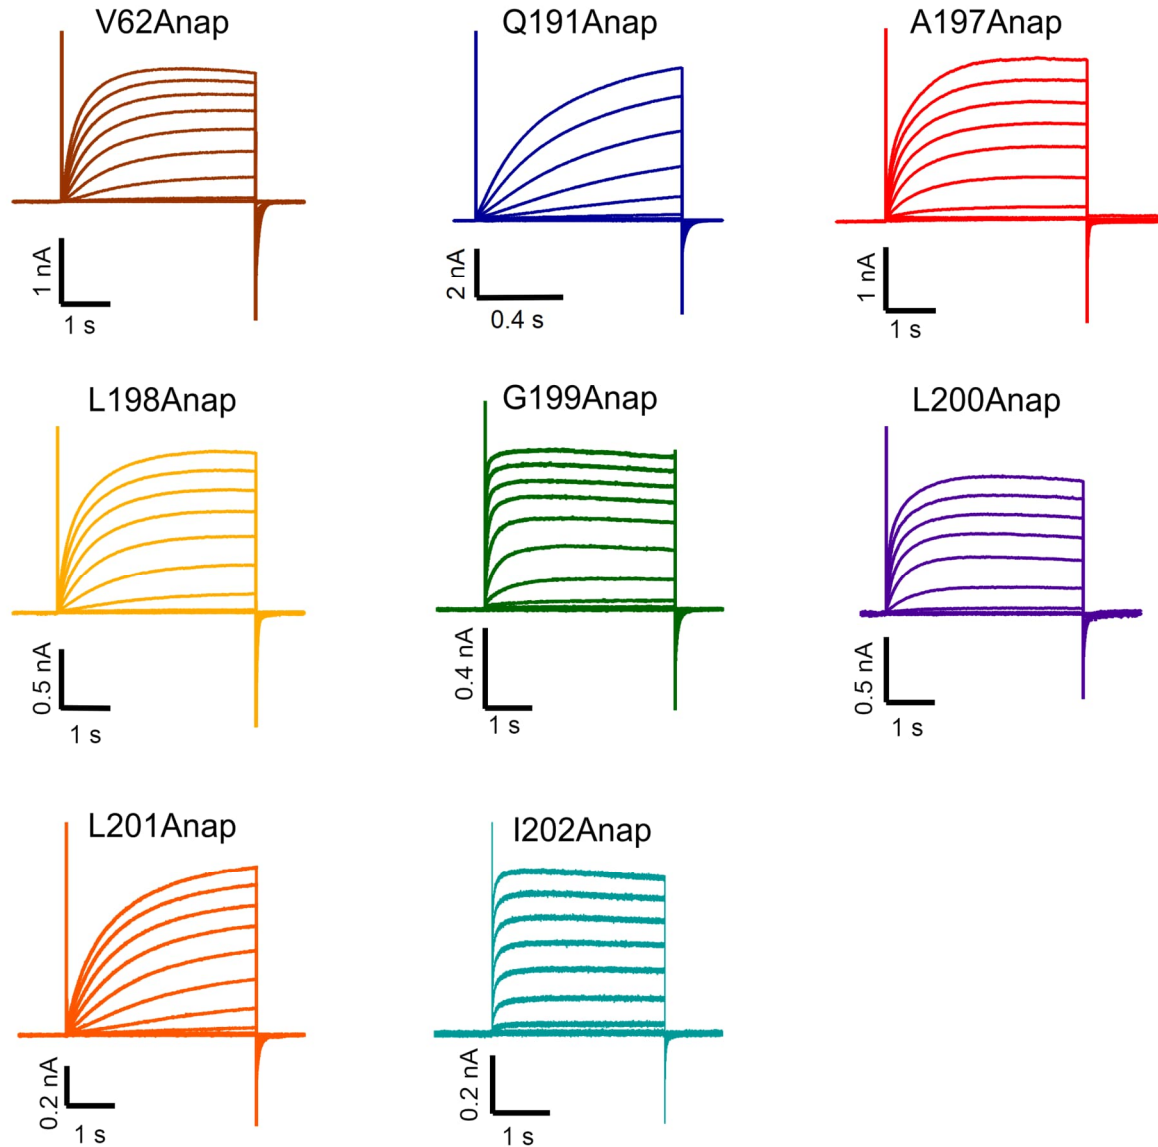 V62Anap
Q191Anap
A197Anap
1 nA
1 s
2 nA
0.4 s
1 nA
1 s
L198Anap
G199Anap
L200Anap
0.5 nA
1 s
0.4 nA
1 s
0.5 nA
1 s
L201Anap
I202Anap
0.2 nA
1 s
0.2 nA
1 s